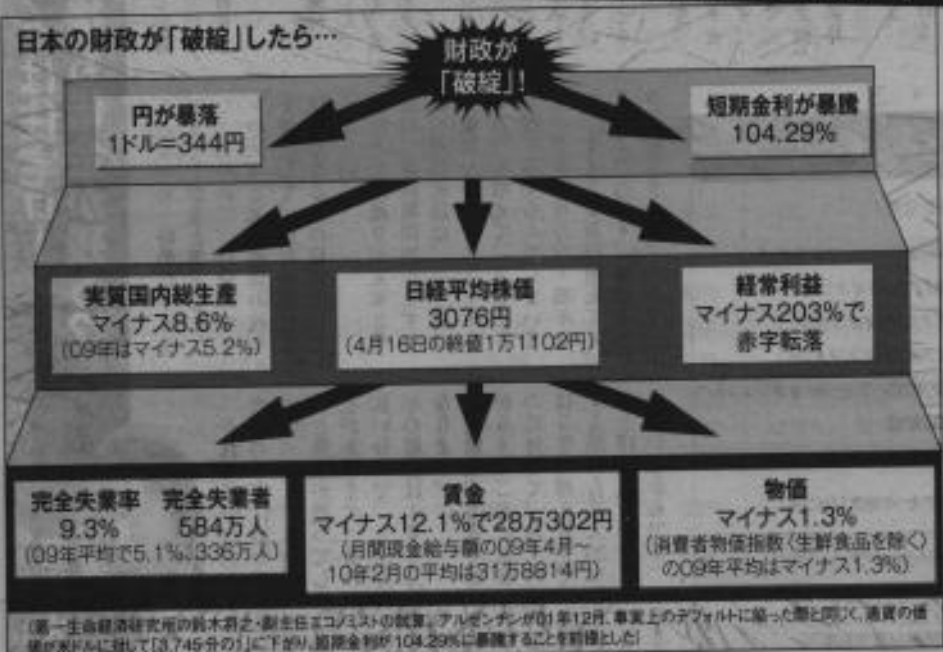 日本の財政が「破綻」したら…
財政が
「破綻」!
円が暴落
1ドル=344円
短期金利が暴騰
104.29%
実質国内総生産
マイナス8.6%
(09年はマイナス5.2%)
日経平均株価
3076円
(4月16日の終値1万1102円)
経常利益
マイナス203%で
赤字転落
完全失業率 完全失業者
9.3% 584万人
(09年平均で5.1%、336万人)
賃金
マイナス12.1%で28万302円
(月間現金給与額の09年4月〜
10年2月の平均は31万8814円)
物価
マイナス1.3%
(消費者物価指数〈生鮮食品を除く〉
の09年平均はマイナス1.3%)
(第一生命経済研究所の鈴木将之・副主任エコノミストの試算。アルゼンチンが01年12月、事実上のデフォルトに陥った際と同じく、通貨の価
値が米ドルに対して「3.745分の1」に下がり、短期金利が104.29%に暴騰することを前提とした)